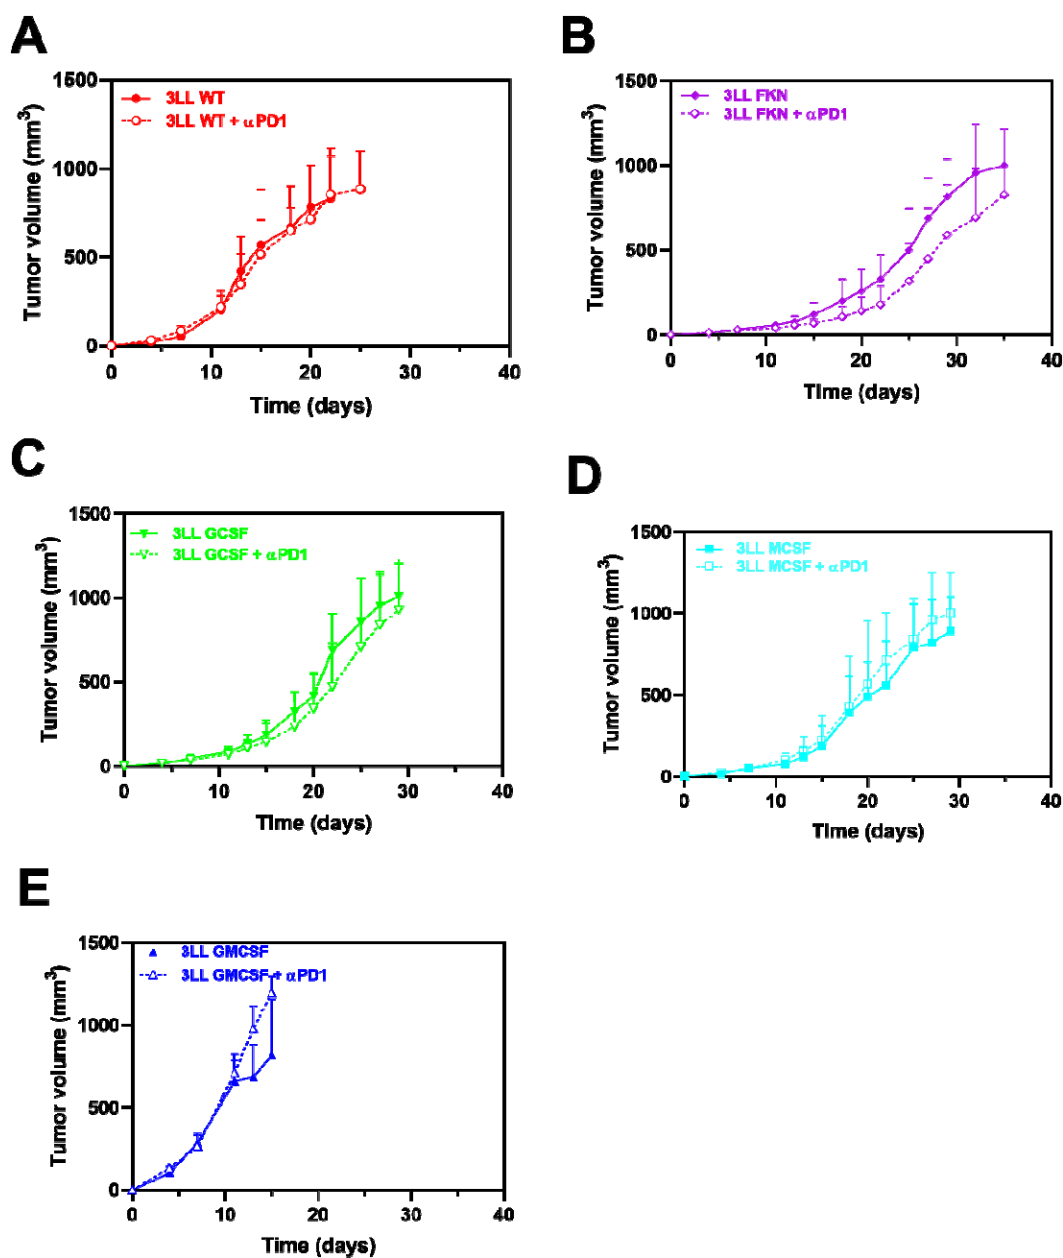 A
1500
1000
500
0
Tumor volume (mm³)
3LL WT
3LL WT + αPD1
0 10 20 30 40
Time (days)
B
1500
1000
500
0
Tumor volume (mm³)
3LL FKN
3LL FKN + αPD1
0 10 20 30 40
Time (days)
C
1500
1000
500
0
Tumor volume (mm³)
3LL GCSF
3LL GCSF + αPD1
0 10 20 30 40
Time (days)
D
1500
1000
500
0
Tumor volume (mm³)
3LL MCSF
3LL MCSF + αPD1
0 10 20 30 40
Time (days)
E
1500
1000
500
0
Tumor volume (mm³)
3LL GMCSF
3LL GMCSF + αPD1
0 10 20 30 40
Time (days)